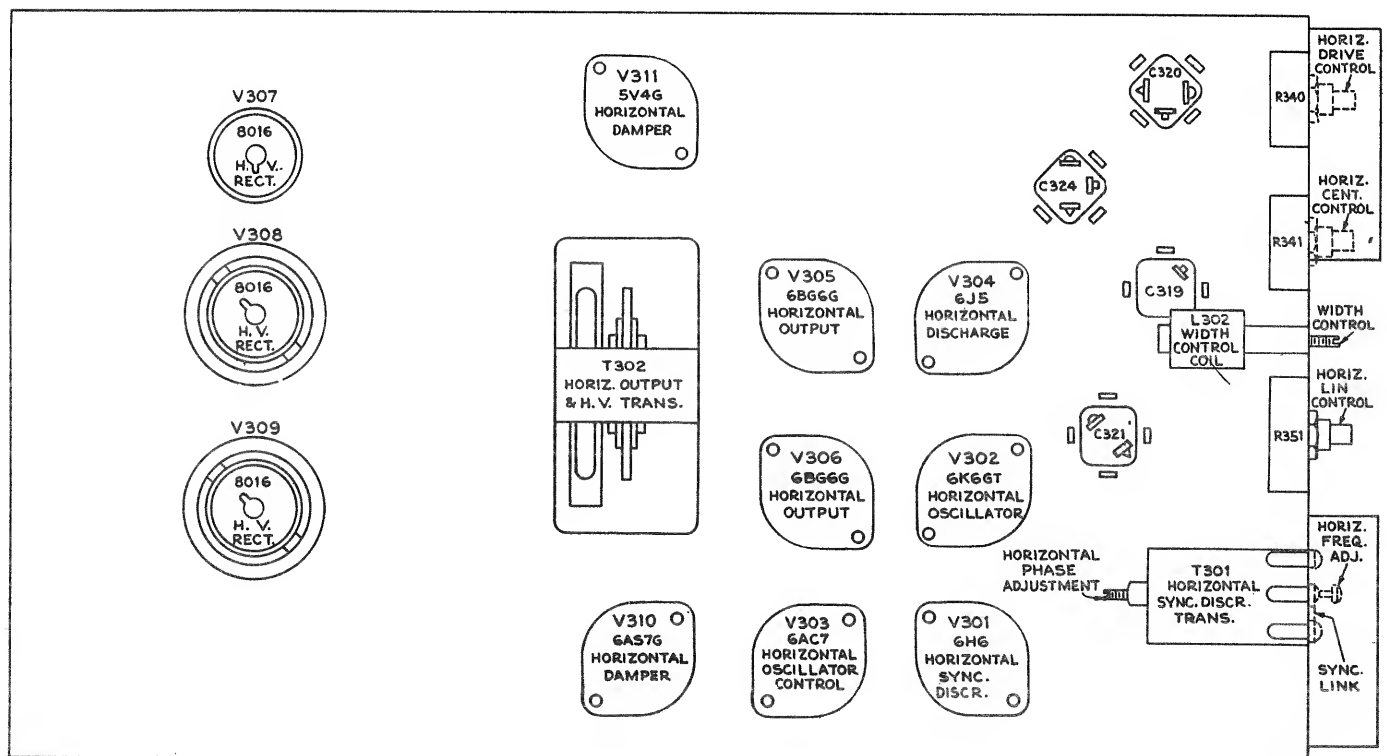 V307
8016
H. V.
RECT.
V308
8016
H. V.
RECT.
V309
8016
H. V.
RECT.
V311
5V4G
HORIZONTAL
DAMPER
T302
HORIZ. OUTPUT
& H.V. TRANS.
V310
6AS7G
HORIZONTAL
DAMPER
V305
6BG6G
HORIZONTAL
OUTPUT
V304
6J5
HORIZONTAL
DISCHARGE
V306
6BG6G
HORIZONTAL
OUTPUT
V302
6K6GT
HORIZONTAL
OSCILLATOR
V303
6AC7
HORIZONTAL
OSCILLATOR
CONTROL
V301
6H6
HORIZONTAL
SYNC.
DISCR.
C320
C324
C319
L302
WIDTH
CONTROL
COIL
C321
HORIZONTAL
PHASE
ADJUSTMENT
T301
HORIZONTAL
SYNC. DISCR.
TRANS.
R340
HORIZ.
DRIVE
CONTROL
R341
HORIZ.
CENT.
CONTROL
WIDTH
CONTROL
R351
HORIZ.
LIN
CONTROL
HORIZ.
FREQ.
ADJ.
SYNC.
LINK